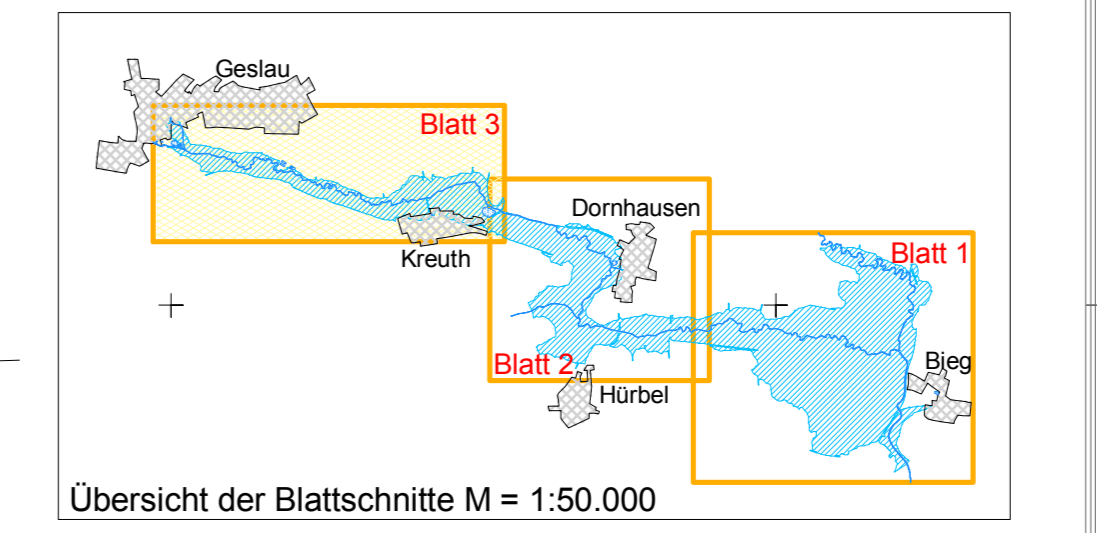 Geslau
Blatt 3
Dornhausen
Kreuth
Blatt 1
Blatt 2
Bieg
Hürbel
Übersicht der Blattschnitte M = 1:50.000